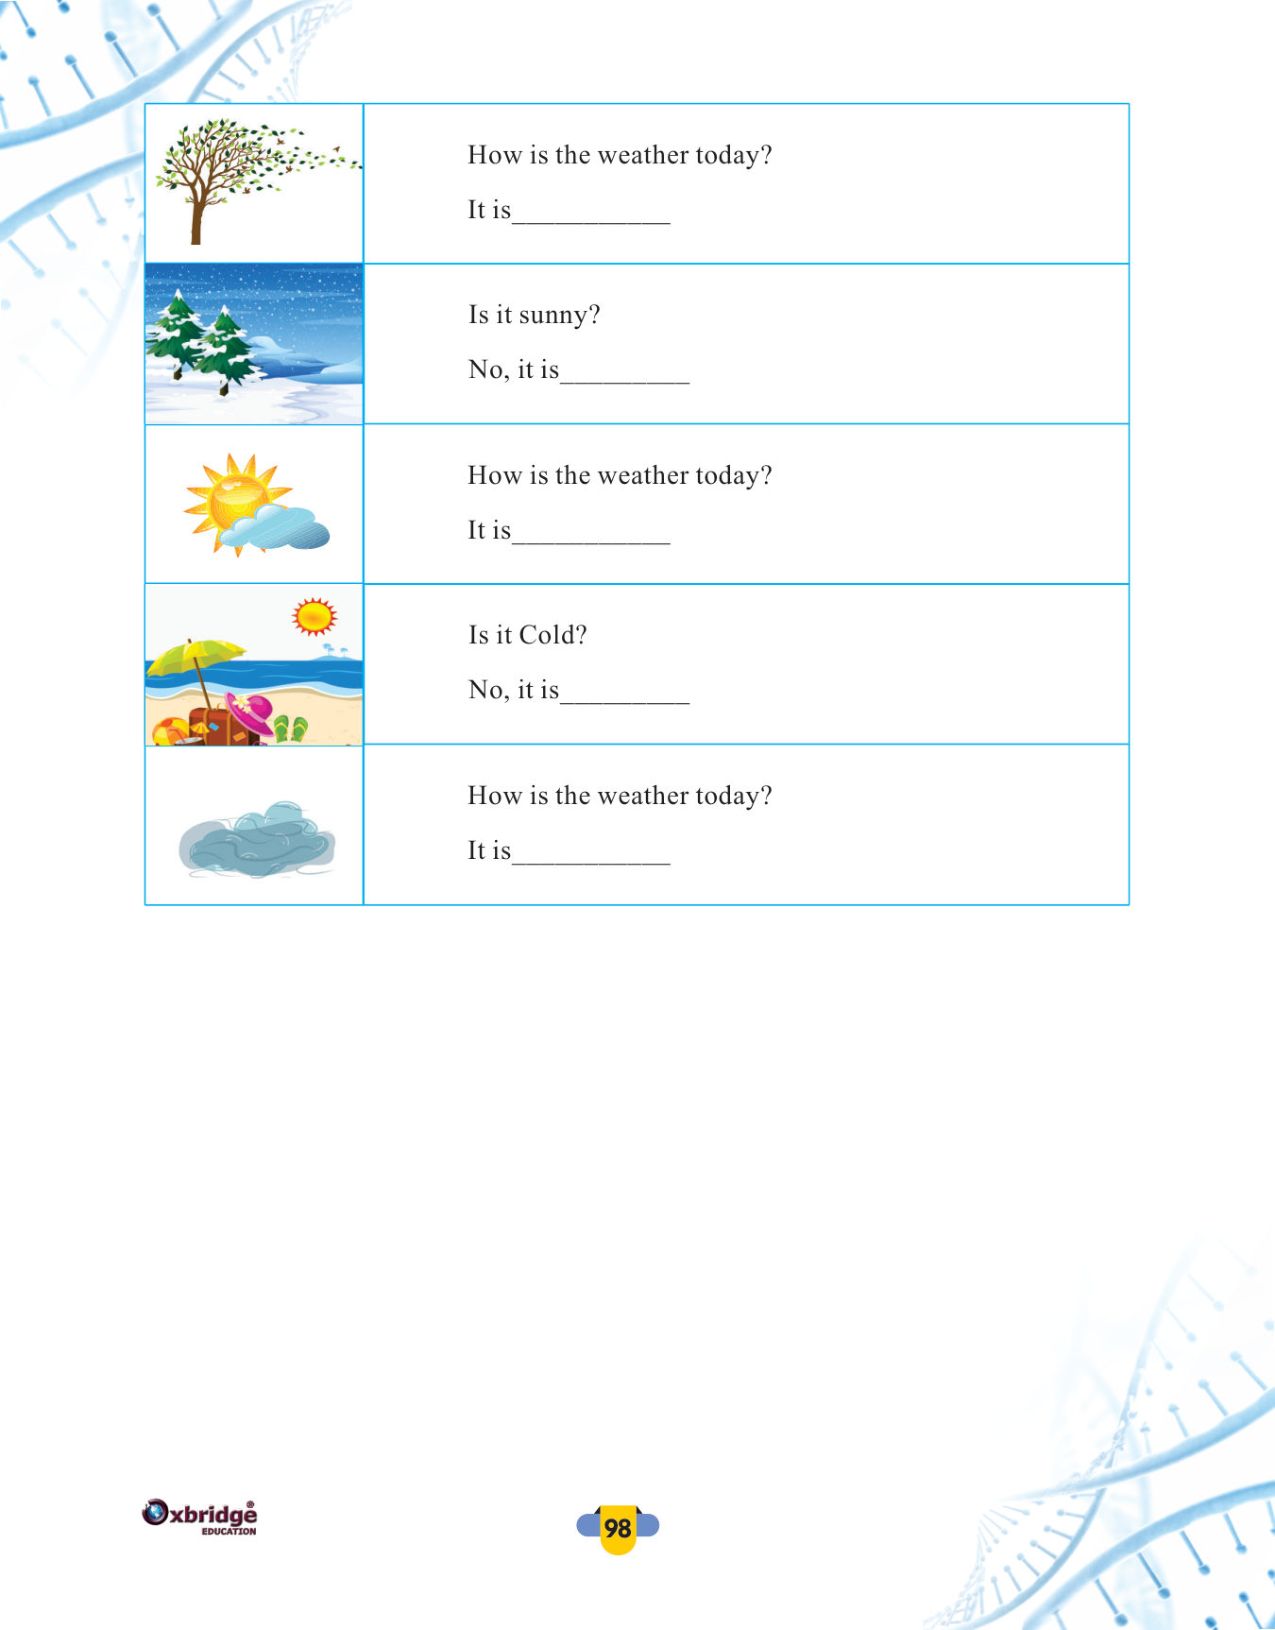 How is the weather today?
It is___________
Is it sunny?
No, it is_________
How is the weather today?
It is___________
Is it Cold?
No, it is_________
How is the weather today?
It is___________
Oxbridge®
EDUCATION
98